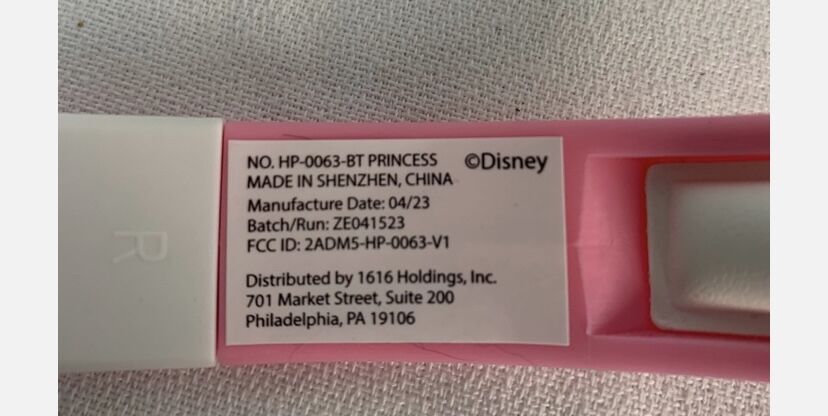 NO. HP-0063-BT PRINCESS ©Disney
MADE IN SHENZHEN, CHINA
Manufacture Date: 04/23
Batch/Run: ZE041523
FCC ID: 2ADM5-HP-0063-V1
Distributed by 1616 Holdings, Inc.
701 Market Street, Suite 200
Philadelphia, PA 19106
R